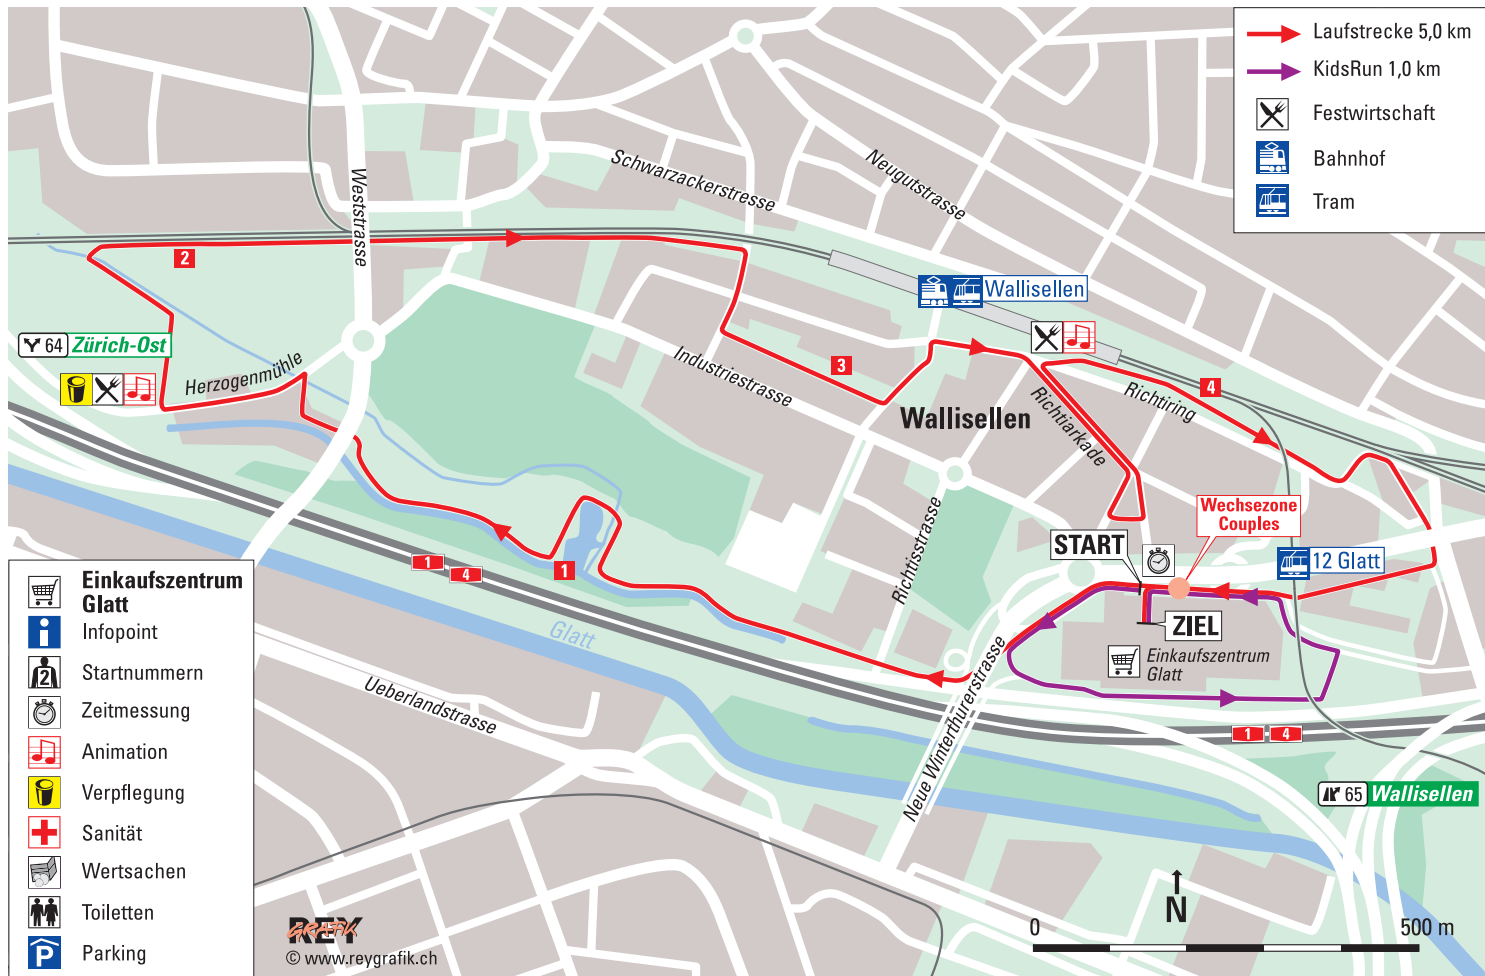 Laufstrecke 5,0 km
KidsRun 1,0 km
Festwirtschaft
Bahnhof
Tram
Schwarzackerstresse
Neugutstrasse
Weststrasse
2
Wallisellen
64 Zürich-Ost
Herzogenmühle
Industriestrasse
3
4
Richtiring
Richtiarkade
Wallisellen
Wechsezone
Couples
START
12 Glatt
Richtisstrasse
1
4
1
ZIEL
Einkaufszentrum
Glatt
Glatt
Ueberlandstrasse
Neue Winterthurerstrasse
1
4
65 Wallisellen
Einkaufszentrum
Glatt
Infopoint
2
Startnummern
Zeitmessung
Animation
Verpflegung
Sanität
Wertsachen
Toiletten
P
Parking
REY
GRAFIK
© www.reygrafik.ch
N
0
500 m